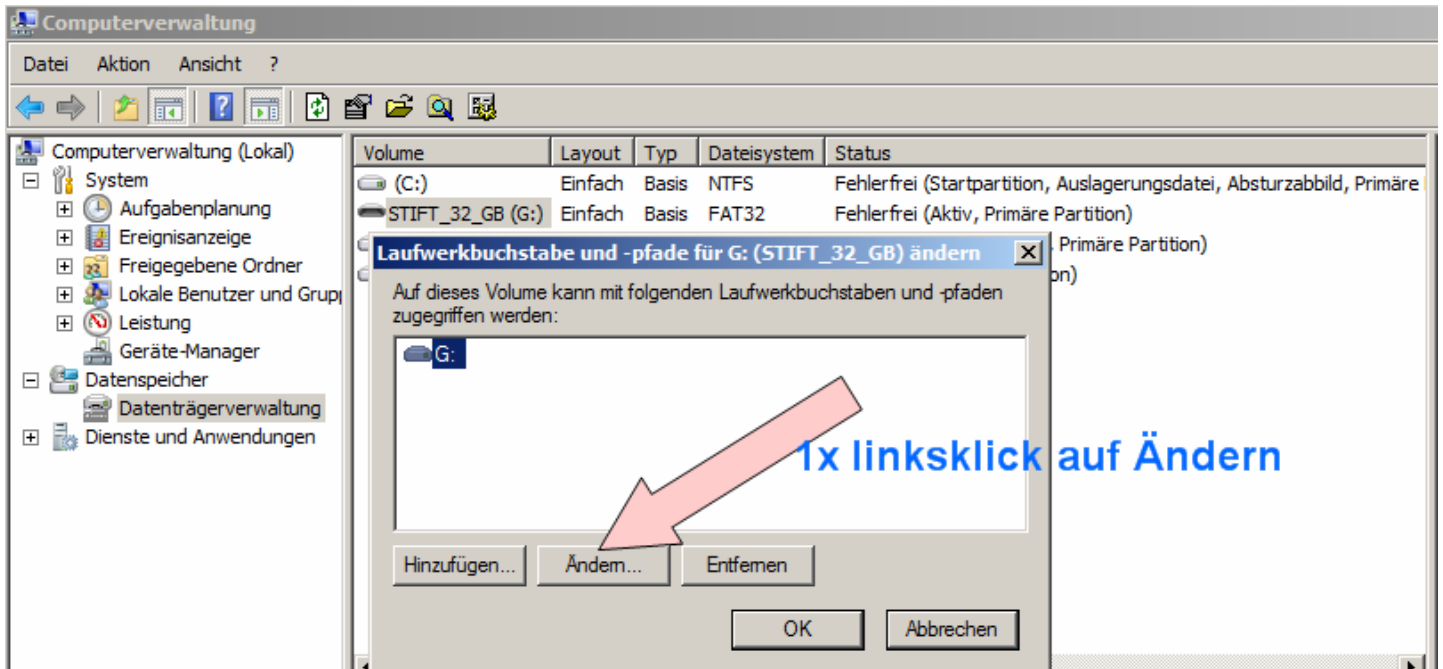 Computerverwaltung
Datei Aktion Ansicht ?
Computerverwaltung (Lokal)
System
Aufgabenplanung
Ereignisanzeige
Freigegebene Ordner
Lokale Benutzer und Grupp
Leistung
Geräte-Manager
Datenspeicher
Datenträgerverwaltung
Dienste und Anwendungen
Volume Layout Typ Dateisystem Status
(C:) Einfach Basis NTFS Fehlerfrei (Startpartition, Auslagerungsdatei, Absturzabbild, Primäre
STIFT_32_GB (G:) Einfach Basis FAT32 Fehlerfrei (Aktiv, Primäre Partition)
, Primäre Partition)
on)
Laufwerkbuchstabe und -pfade für G: (STIFT_32_GB) ändern
Auf dieses Volume kann mit folgenden Laufwerkbuchstaben und -pfaden
zugegriffen werden:
G:
1x linksklick auf Ändern
Hinzufügen... Ändern... Entfernen
OK Abbrechen